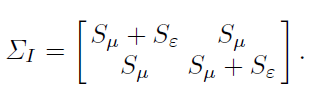 Σ_I = [ S_μ + S_ε   S_μ
S_μ   S_μ + S_ε ] .